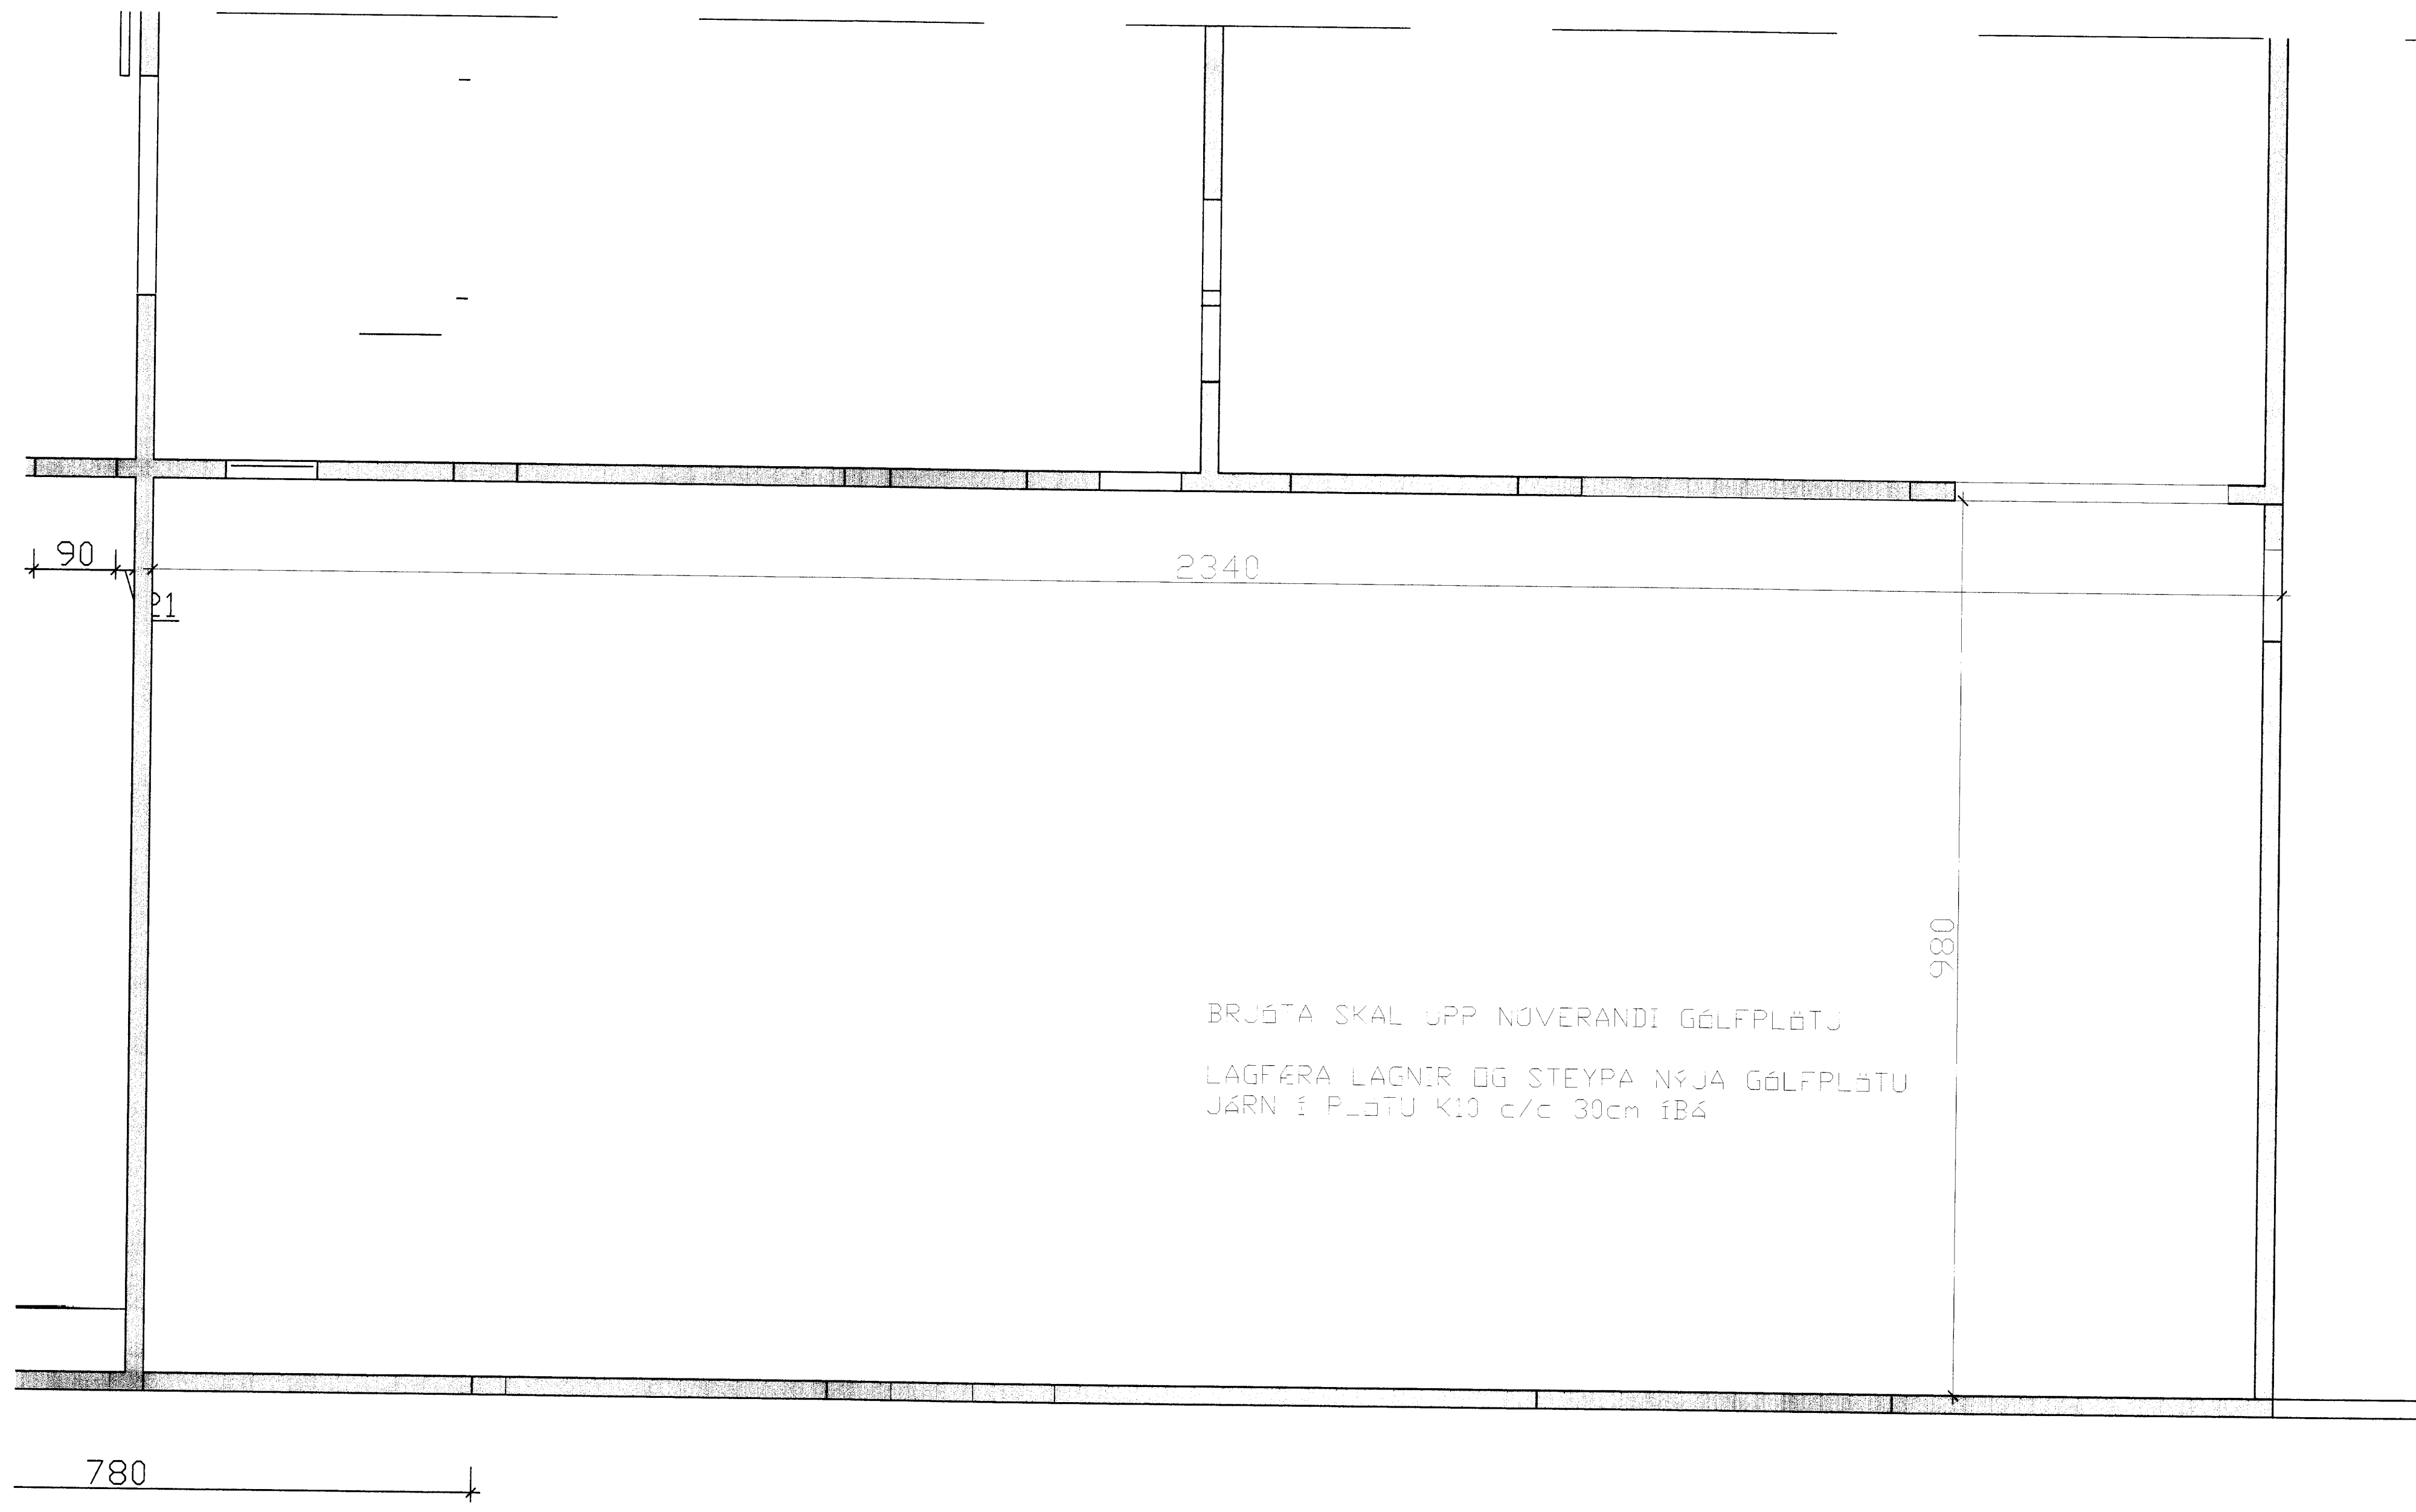 90
2340
21
980
BRJÓTA SKAL UPP NÚVERANDI GÓLFPLÖTU
LAGFÆRA LAGNIR OG STEYPA NÝJA GÓLFPLÖTU
JÁRN Í PLÖTU K10 c/c 30cm ÍBÁ
780